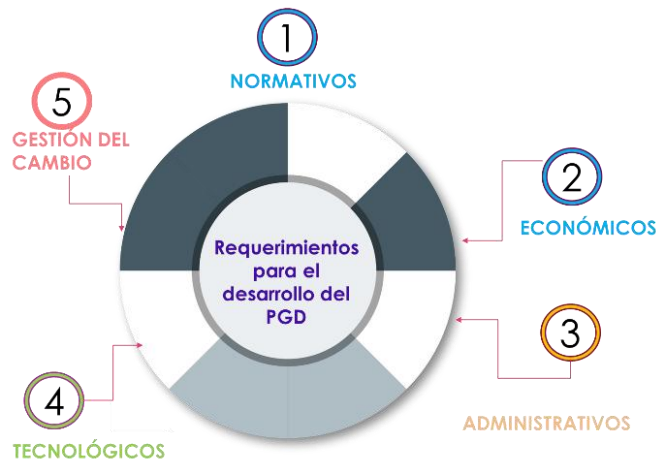 1
NORMATIVOS
2
ECONÓMICOS
3
ADMINISTRATIVOS
4
TECNOLÓGICOS
5
GESTIÓN DEL
CAMBIO
Requerimientos
para el
desarrollo del
PGD